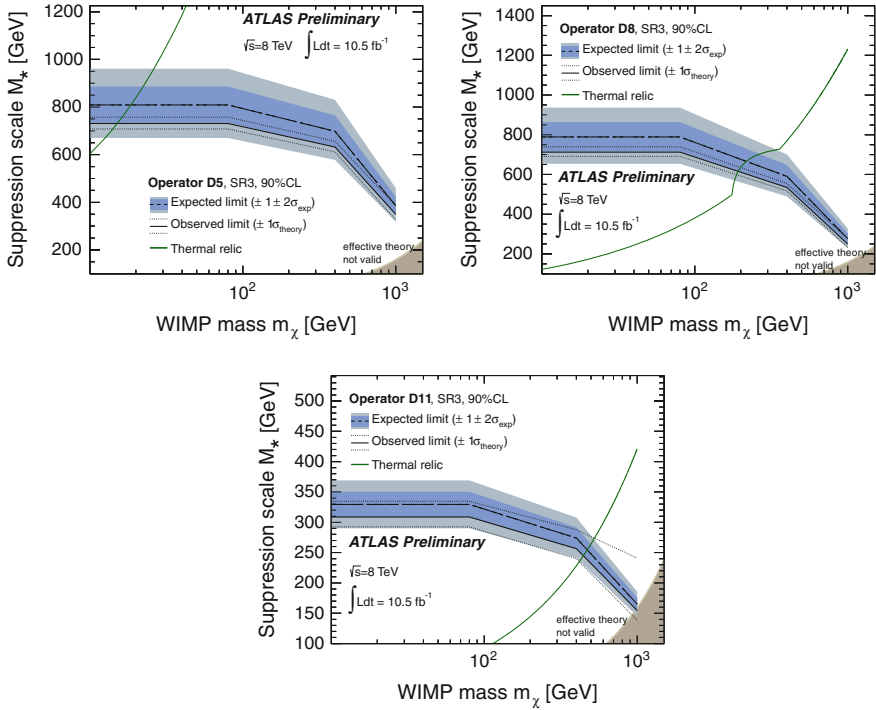 Suppression scale M★ [GeV]
1200
1000
800
600
400
200
ATLAS Preliminary
√s=8 TeV ∫ Ldt = 10.5 fb⁻¹
Operator D5, SR3, 90%CL
Expected limit (± 1 ± 2σexp)
Observed limit (± 1σtheory)
Thermal relic
effective theory
not valid
10² 10³
WIMP mass mχ [GeV]
Suppression scale M★ [GeV]
1400
1200
1000
800
600
400
200
Operator D8, SR3, 90%CL
Expected limit (± 1 ± 2σexp)
Observed limit (± 1σtheory)
Thermal relic
ATLAS Preliminary
√s=8 TeV
∫ Ldt = 10.5 fb⁻¹
effective theory
not valid
10² 10³
WIMP mass mχ [GeV]
Suppression scale M★ [GeV]
500
450
400
350
300
250
200
150
100
Operator D11, SR3, 90%CL
Expected limit (± 1 ± 2σexp)
Observed limit (± 1σtheory)
Thermal relic
ATLAS Preliminary
√s=8 TeV
∫ Ldt = 10.5 fb⁻¹
effective theory
not valid
10² 10³
WIMP mass mχ [GeV]